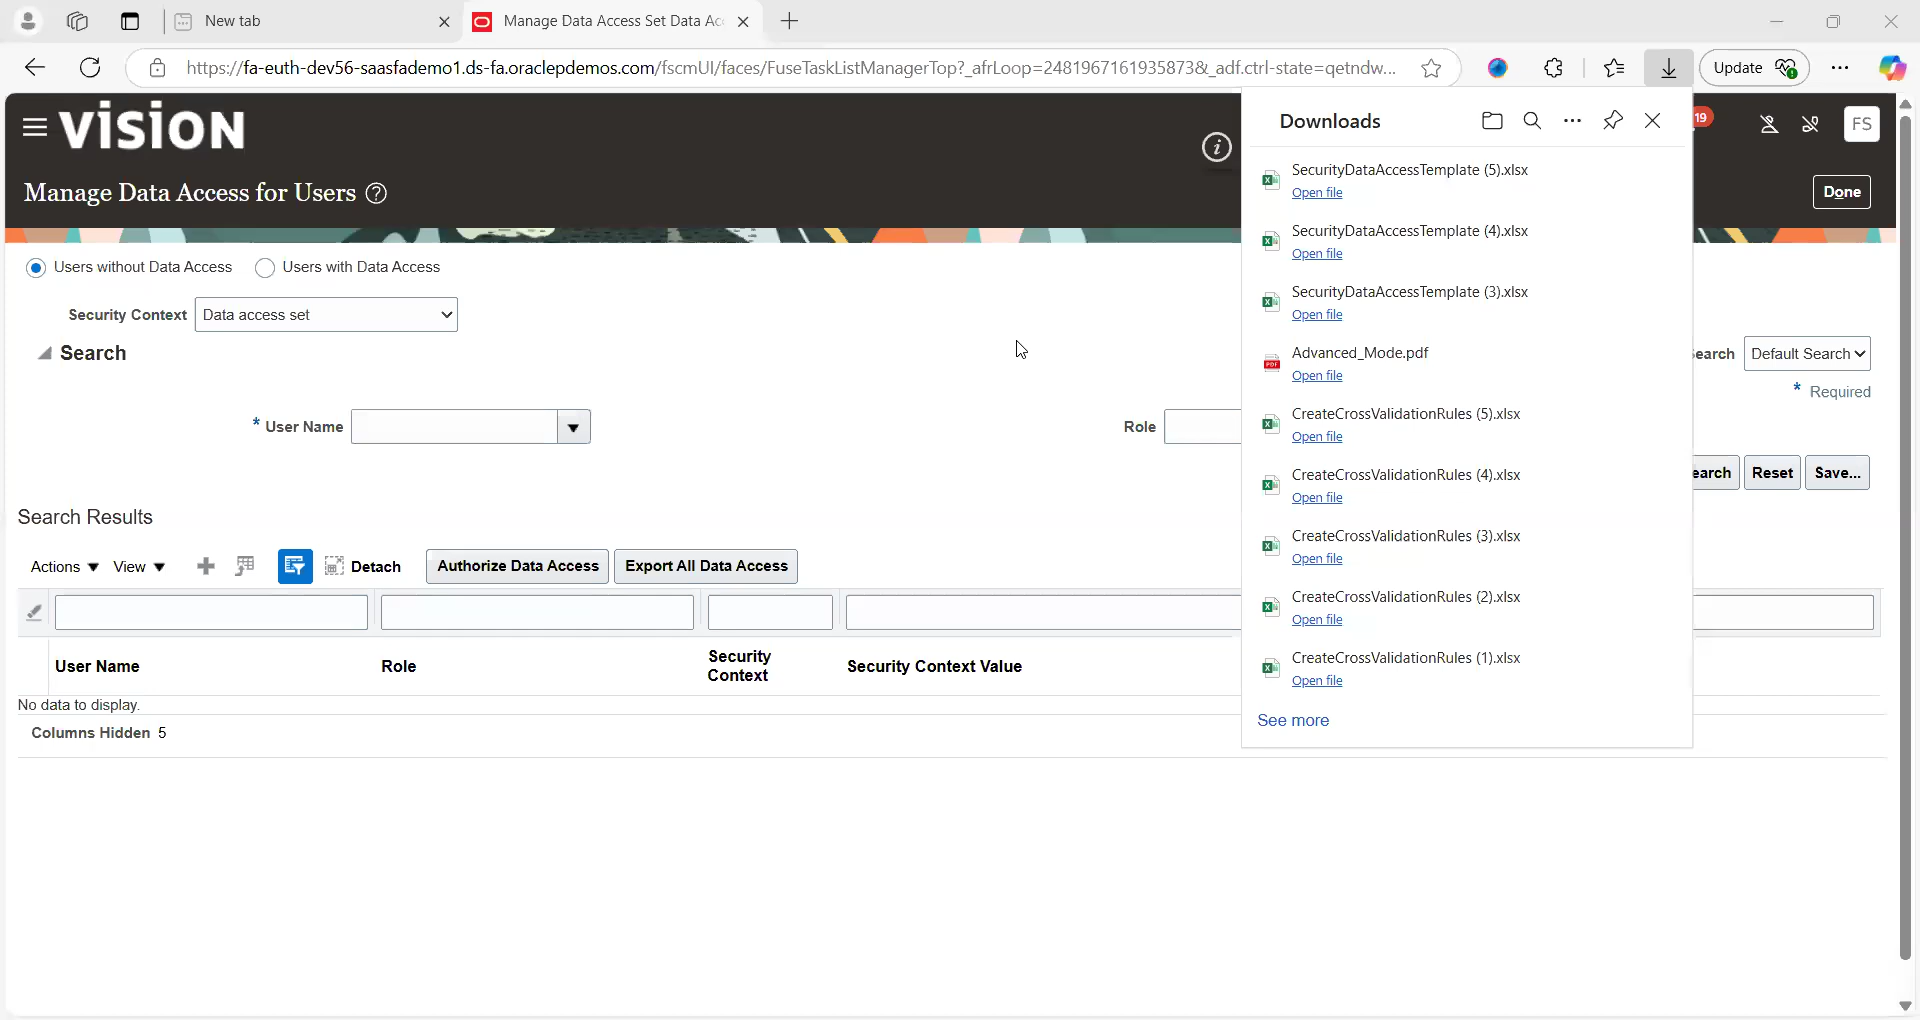 New tab
Manage Data Access Set Data Ac
https://fa-euth-dev56-saasfademo1.ds-fa.oraclepdemos.com/fscmUI/faces/FuseTaskListManagerTop?_afrLoop=2481967161935873&_adf.ctrl-state=qetndw...
Update
VISION
Downloads
19
FS
Manage Data Access for Users ?
Done
SecurityDataAccessTemplate (5).xlsx
Open file
SecurityDataAccessTemplate (4).xlsx
Open file
SecurityDataAccessTemplate (3).xlsx
Open file
Advanced_Mode.pdf
Open file
CreateCrossValidationRules (5).xlsx
Open file
CreateCrossValidationRules (4).xlsx
Open file
CreateCrossValidationRules (3).xlsx
Open file
CreateCrossValidationRules (2).xlsx
Open file
CreateCrossValidationRules (1).xlsx
Open file
See more
Users without Data Access Users with Data Access
Security Context Data access set
Search
earch Default Search
* Required
* User Name
Role
earch Reset Save...
Search Results
Actions View Detach Authorize Data Access Export All Data Access
User Name Role Security Context Security Context Value
No data to display.
Columns Hidden 5